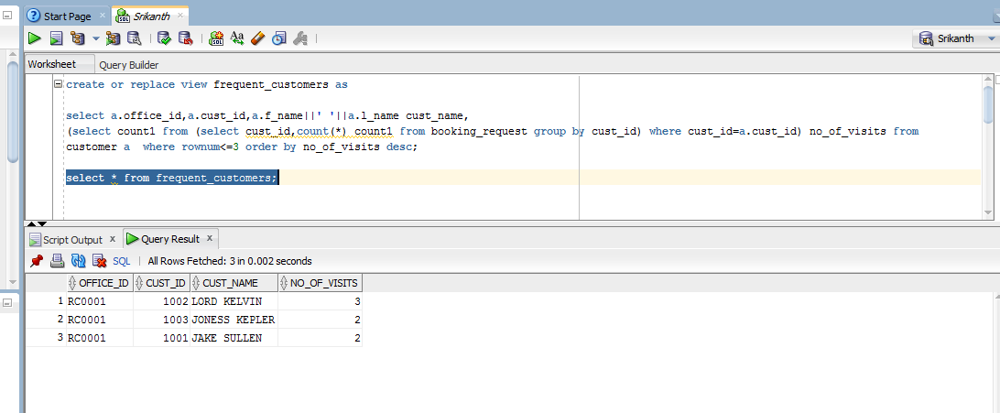 Start Page
Srikanth
Srikanth
Worksheet
Query Builder
create or replace view frequent_customers as
select a.office_id,a.cust_id,a.f_name||' '||a.l_name cust_name,
(select count1 from (select cust_id,count(*) count1 from booking_request group by cust_id) where cust_id=a.cust_id) no_of_visits from
customer a  where rownum<=3 order by no_of_visits desc;
select * from frequent_customers;
Script Output
Query Result
SQL
All Rows Fetched: 3 in 0.002 seconds
OFFICE_ID CUST_ID CUST_NAME NO_OF_VISITS
1 RC0001 1002 LORD KELVIN 3
2 RC0001 1003 JONESS KEPLER 2
3 RC0001 1001 JAKE SULLEN 2